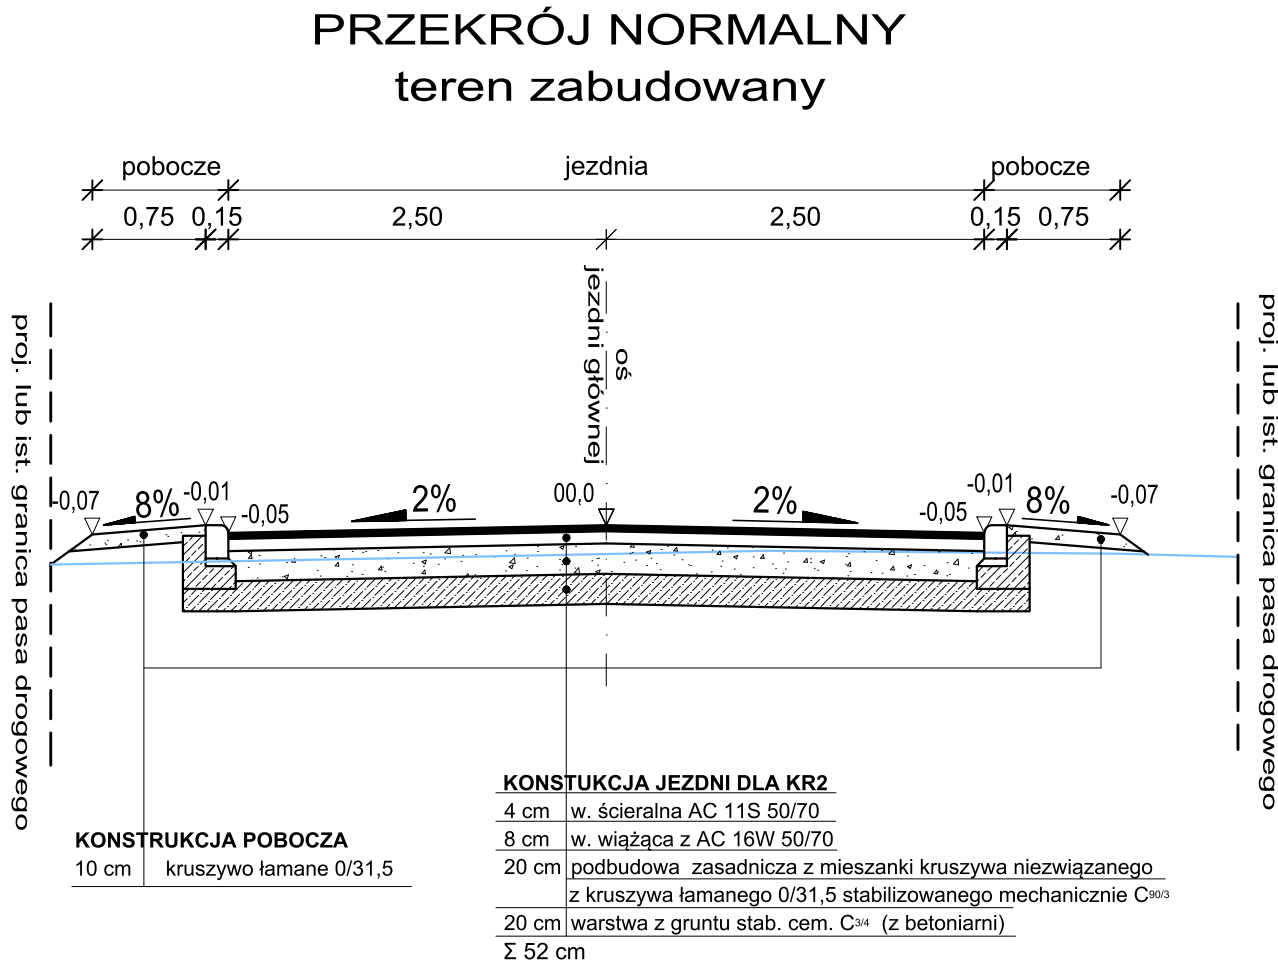 PRZEKRÓJ NORMALNY
teren zabudowany
pobocze jezdnia pobocze
0,75 0,15 2,50 2,50 0,15 0,75
oś
jezdni głównej
proj. lub ist. granica pasa drogowego
proj. lub ist. granica pasa drogowego
-0,07 8% -0,01 -0,05 2% 00,0 2% -0,05 -0,01 8% -0,07
KONSTRUKCJA POBOCZA
10 cm kruszywo łamane 0/31,5
KONSTUKCJA JEZDNI DLA KR2
4 cm w. ścieralna AC 11S 50/70
8 cm w. wiążąca z AC 16W 50/70
20 cm podbudowa zasadnicza z mieszanki kruszywa niezwiązanego
z kruszywa łamanego 0/31,5 stabilizowanego mechanicznie C90/3
20 cm warstwa z gruntu stab. cem. C3/4 (z betoniarni)
Σ 52 cm